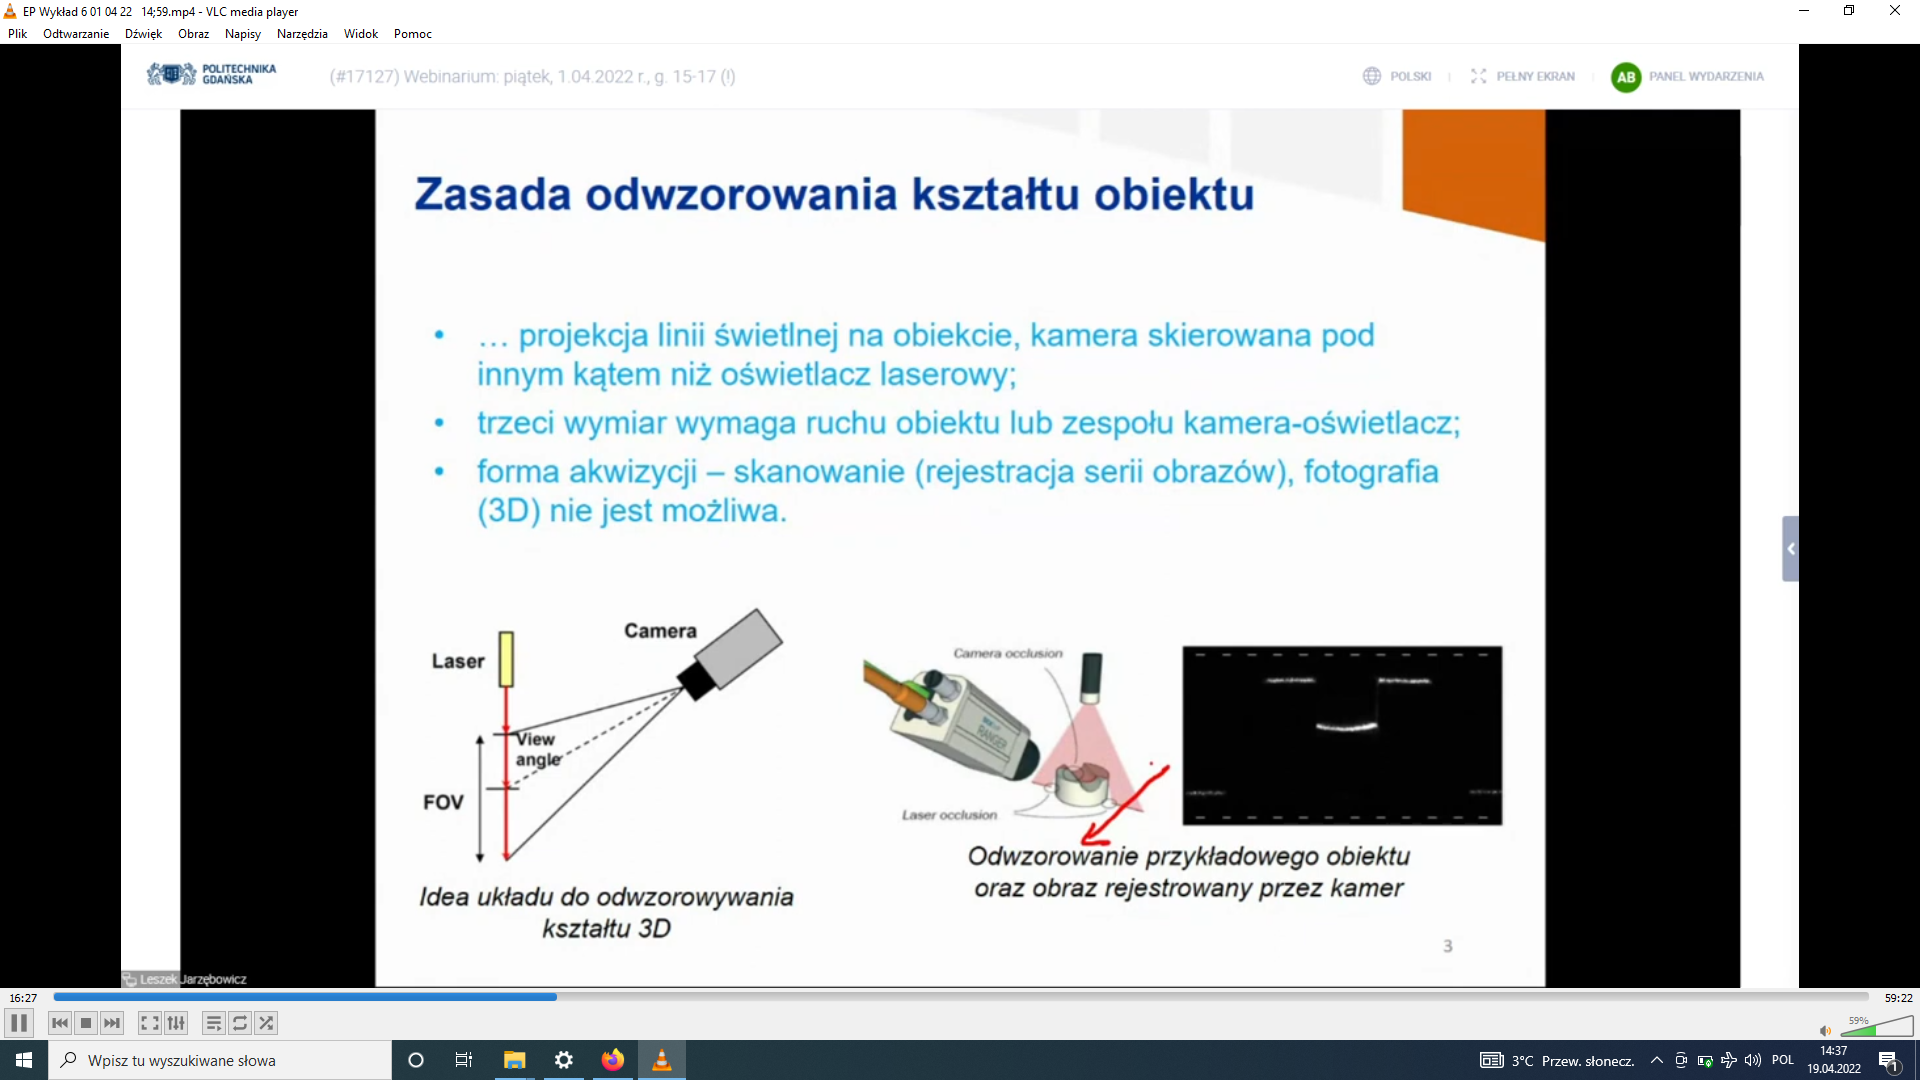 EP Wykład 6 01 04 22   14;59.mp4 - VLC media player
Plik Odtwarzanie Dźwięk Obraz Napisy Narzędzia Widok Pomoc
POLITECHNIKA
GDAŃSKA
(#17127) Webinarium: piątek, 1.04.2022 r., g. 15-17 (!)
POLSKI
PEŁNY EKRAN
AB
PANEL WYDARZENIA
Zasada odwzorowania kształtu obiektu
• … projekcja linii świetlnej na obiekcie, kamera skierowana pod
innym kątem niż oświetlacz laserowy;
• trzeci wymiar wymaga ruchu obiektu lub zespołu kamera-oświetlacz;
• forma akwizycji – skanowanie (rejestracja serii obrazów), fotografia
(3D) nie jest możliwa.
Camera
Laser
View
angle
FOV
Idea układu do odwzorowywania
kształtu 3D
Camera occlusion
RANGER
Laser occlusion
Odwzorowanie przykładowego obiektu
oraz obraz rejestrowany przez kamer
3
Leszek Jarzębowicz
16:27
59:22
59%
Wpisz tu wyszukiwane słowa
3°C Przew. słonecz.
POL
14:37
19.04.2022
1